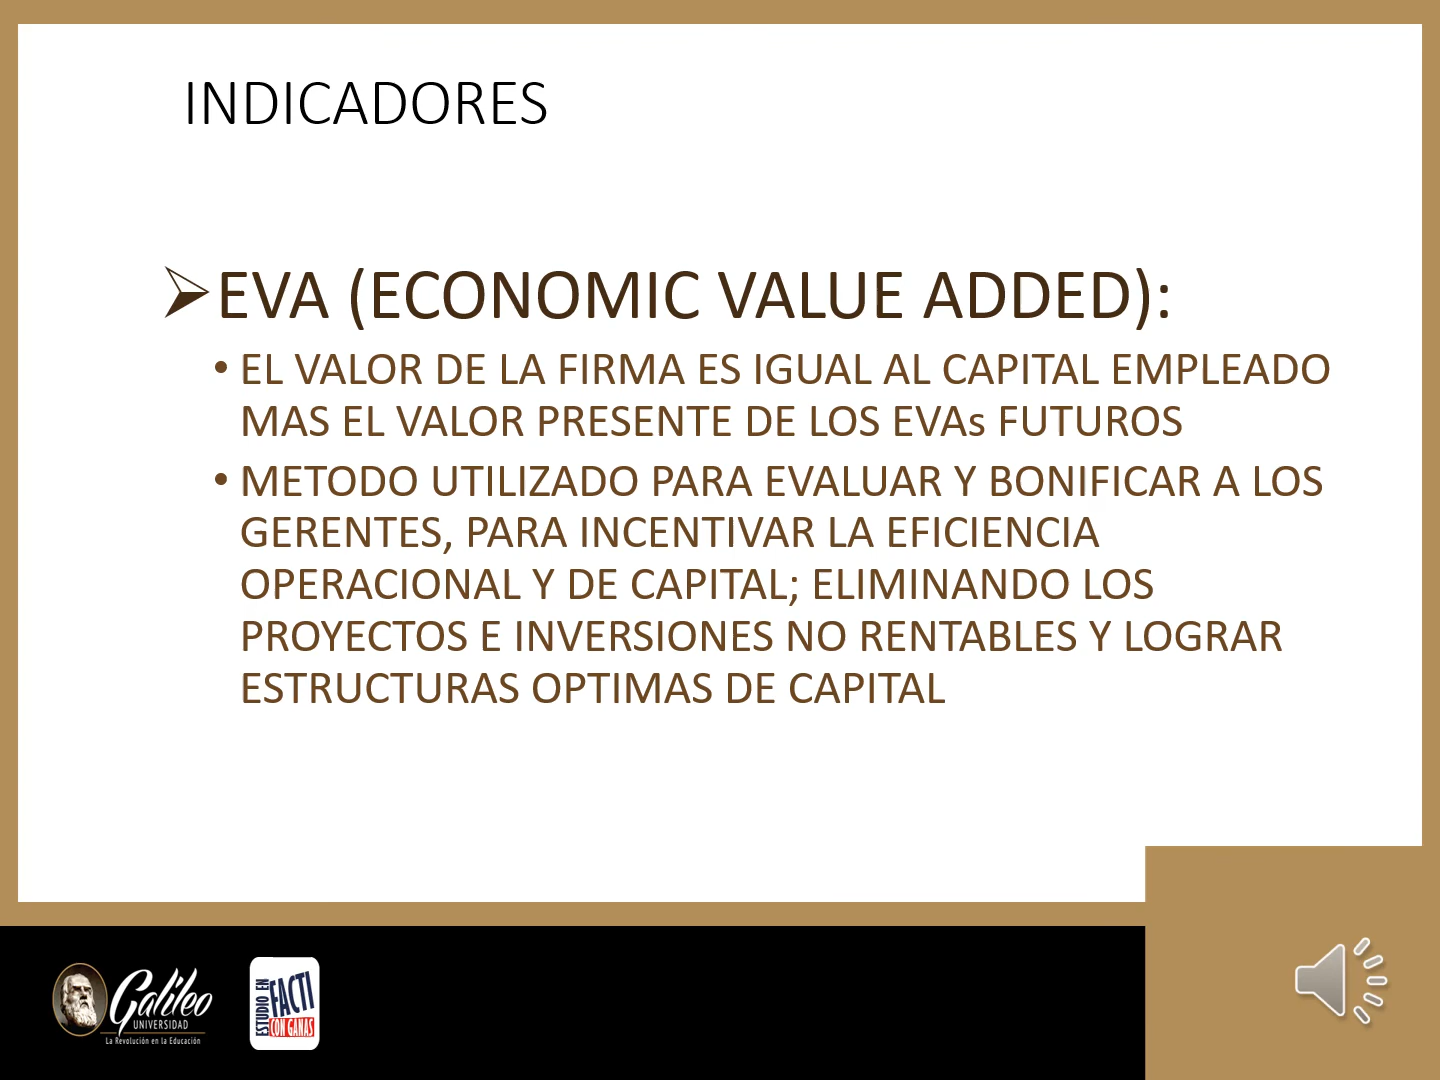 INDICADORES
EVA (ECONOMIC VALUE ADDED):
• EL VALOR DE LA FIRMA ES IGUAL AL CAPITAL EMPLEADO
MAS EL VALOR PRESENTE DE LOS EVAs FUTUROS
• METODO UTILIZADO PARA EVALUAR Y BONIFICAR A LOS
GERENTES, PARA INCENTIVAR LA EFICIENCIA
OPERACIONAL Y DE CAPITAL; ELIMINANDO LOS
PROYECTOS E INVERSIONES NO RENTABLES Y LOGRAR
ESTRUCTURAS OPTIMAS DE CAPITAL
Galileo
UNIVERSIDAD
La Revolución en la Educación
ESTUDIO EN
FACTI
CON GANAS